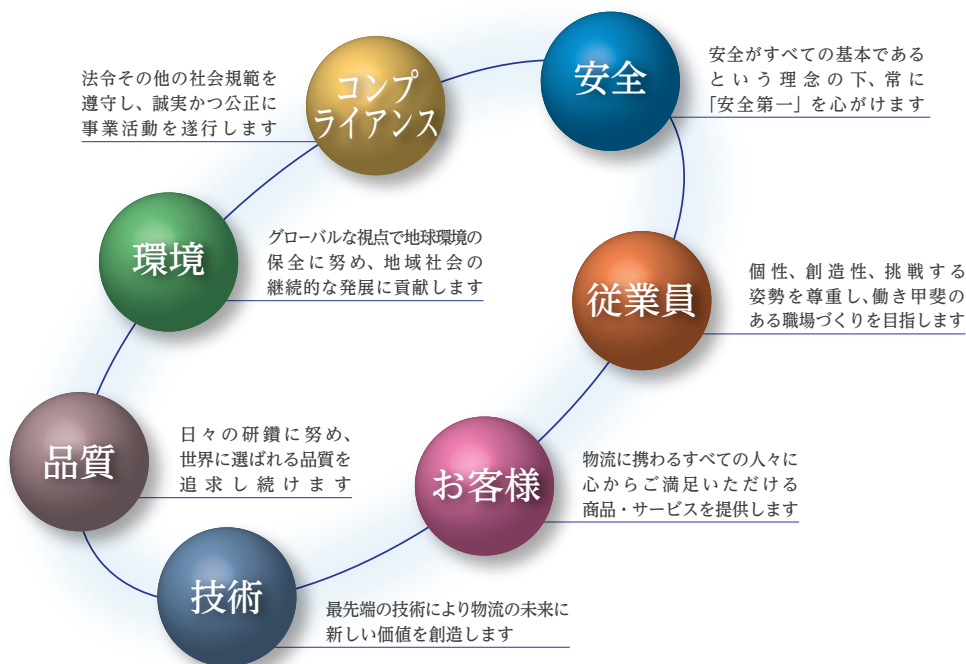 安全
安全がすべての基本である
という理念の下、常に
「安全第一」を心がけます
従業員
個性、創造性、挑戦する
姿勢を尊重し、働き甲斐の
ある職場づくりを目指します
お客様
物流に携わるすべての人々に
心からご満足いただける
商品・サービスを提供します
技術
最先端の技術により物流の未来に
新しい価値を創造します
品質
日々の研鑽に努め、
世界に選ばれる品質を
追求し続けます
環境
グローバルな視点で地球環境の
保全に努め、地域社会の
継続的な発展に貢献します
コンプ
ライアンス
法令その他の社会規範を
遵守し、誠実かつ公正に
事業活動を遂行します